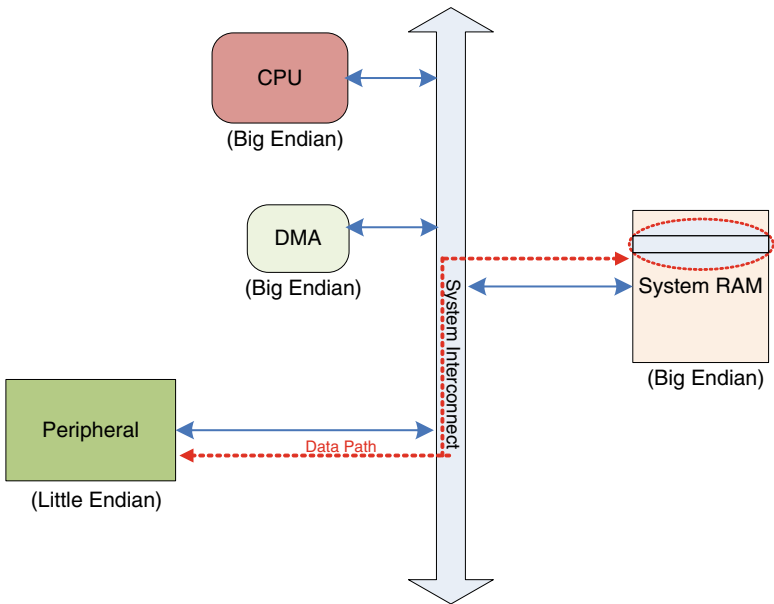 CPU
(Big Endian)
DMA
(Big Endian)
System Interconnect
System RAM
(Big Endian)
Peripheral
Data Path
(Little Endian)